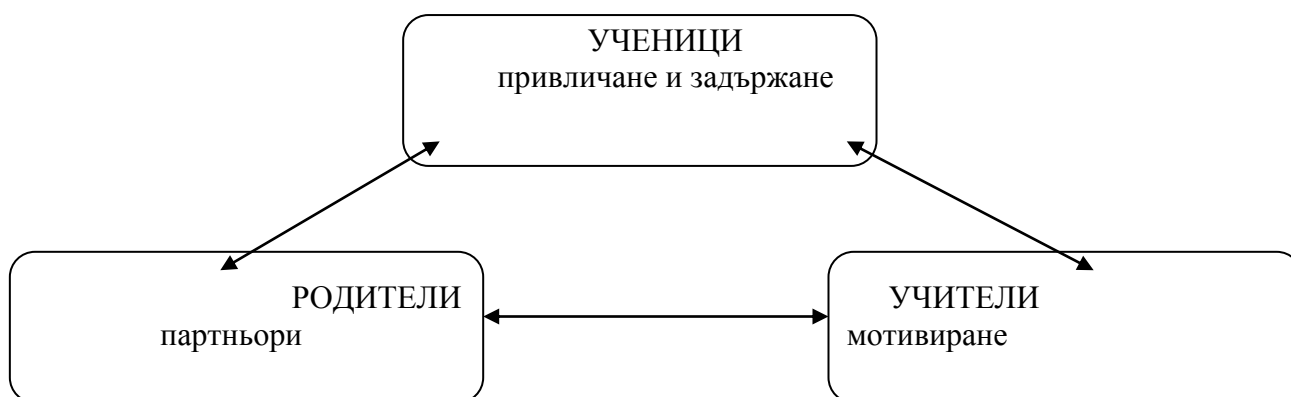 УЧЕНИЦИ
привличане и задържане
РОДИТЕЛИ
партньори
УЧИТЕЛИ
мотивиране